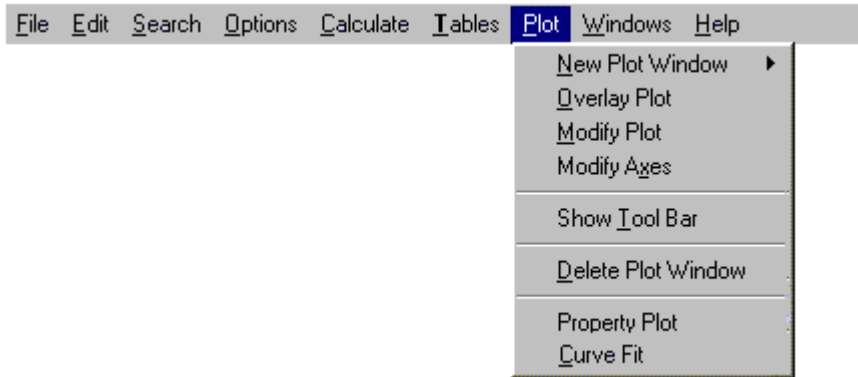 File Edit Search Options Calculate Tables Plot Windows Help
New Plot Window
Overlay Plot
Modify Plot
Modify Axes
Show Tool Bar
Delete Plot Window
Property Plot
Curve Fit